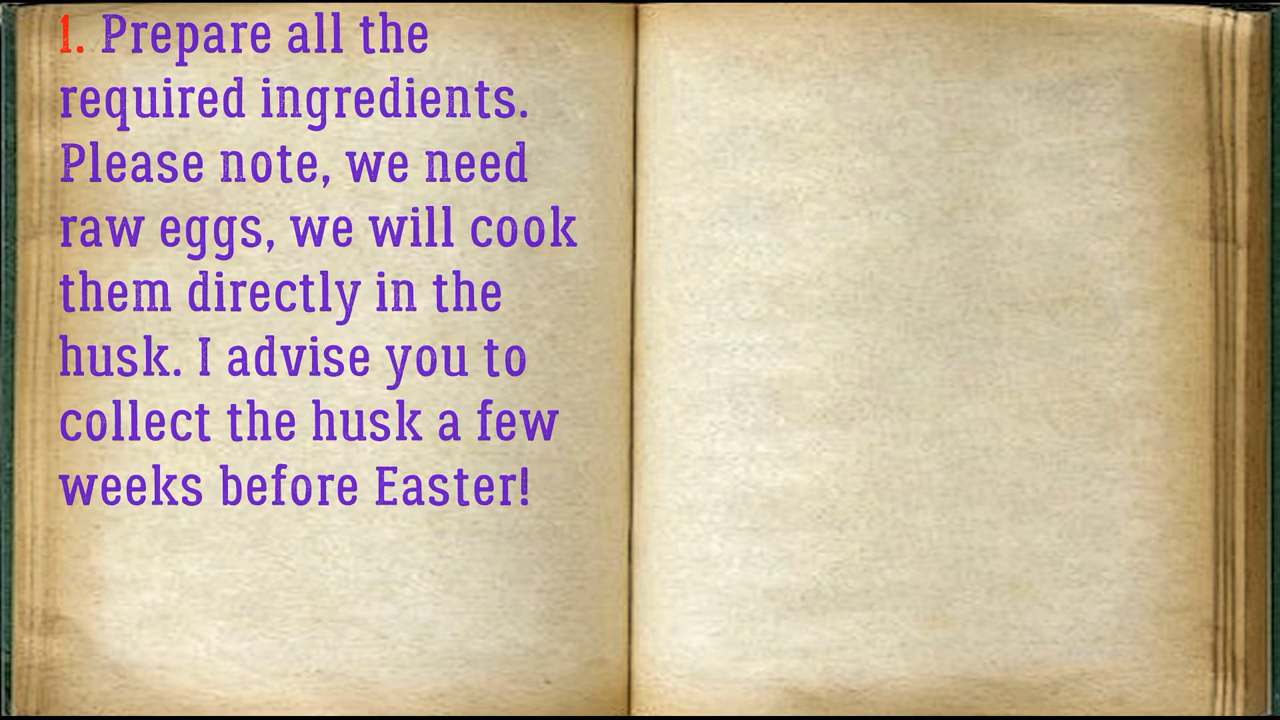 1. Prepare all the
required ingredients.
Please note, we need
raw eggs, we will cook
them directly in the
husk. I advise you to
collect the husk a few
weeks before Easter!